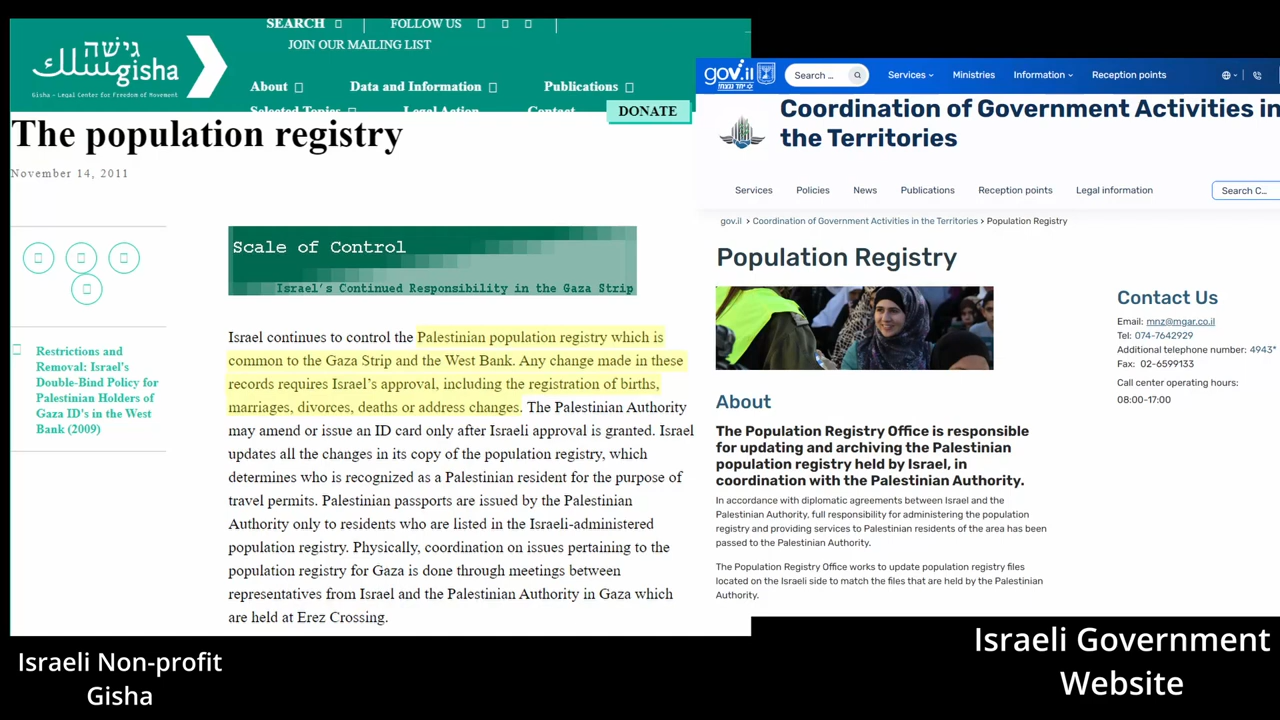 SEARCH
FOLLOW US
JOIN OUR MAILING LIST
גישה
مسلك
gisha
Gisha - Legal Center for Freedom of Movement
About
Data and Information
Publications
Selected Topics
Legal Action
Contact
DONATE
The population registry
November 14, 2011
Scale of Control
Israel's Continued Responsibility in the Gaza Strip
Restrictions and
Removal: Israel's
Double-Bind Policy for
Palestinian Holders of
Gaza ID's in the West
Bank (2009)
Israel continues to control the Palestinian population registry which is
common to the Gaza Strip and the West Bank. Any change made in these
records requires Israel’s approval, including the registration of births,
marriages, divorces, deaths or address changes. The Palestinian Authority
may amend or issue an ID card only after Israeli approval is granted. Israel
updates all the changes in its copy of the population registry, which
determines who is recognized as a Palestinian resident for the purpose of
travel permits. Palestinian passports are issued by the Palestinian
Authority only to residents who are listed in the Israeli-administered
population registry. Physically, coordination on issues pertaining to the
population registry for Gaza is done through meetings between
representatives from Israel and the Palestinian Authority in Gaza which
are held at Erez Crossing.
Israeli Non-profit
Gisha
gov.il
Search ...
Services
Ministries
Information
Reception points
Coordination of Government Activities in
the Territories
Services
Policies
News
Publications
Reception points
Legal information
Search C...
gov.il › Coordination of Government Activities in the Territories › Population Registry
Population Registry
Contact Us
Email: mnz@mgar.co.il
Tel: 074-7642929
Additional telephone number: 4943*
Fax: 02-6599133
Call center operating hours:
08:00-17:00
About
The Population Registry Office is responsible
for updating and archiving the Palestinian
population registry held by Israel, in
coordination with the Palestinian Authority.
In accordance with diplomatic agreements between Israel and the
Palestinian Authority, full responsibility for administering the population
registry and providing services to Palestinian residents of the area has been
passed to the Palestinian Authority.
The Population Registry Office works to update population registry files
located on the Israeli side to match the files that are held by the Palestinian
Authority.
Israeli Government
Website